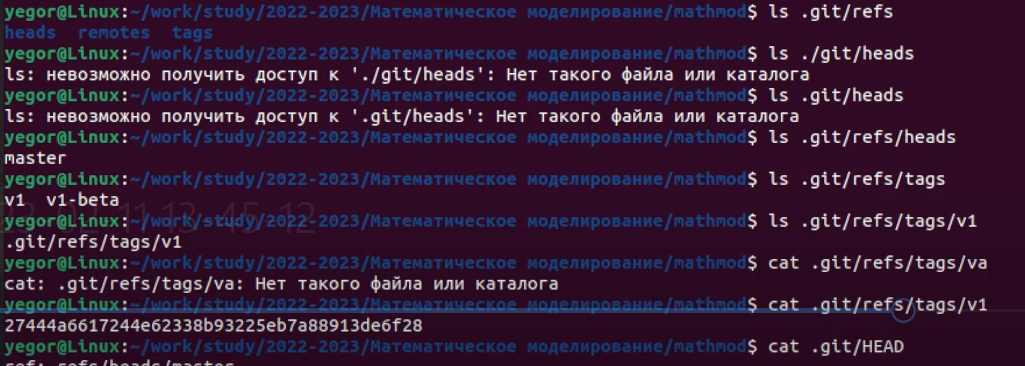 yegor@Linux:~/work/study/2022-2023/Математическое моделирование/mathmod$ ls .git/refs
heads  remotes  tags
yegor@Linux:~/work/study/2022-2023/Математическое моделирование/mathmod$ ls ./git/heads
ls: невозможно получить доступ к './git/heads': Нет такого файла или каталога
yegor@Linux:~/work/study/2022-2023/Математическое моделирование/mathmod$ ls .git/heads
ls: невозможно получить доступ к '.git/heads': Нет такого файла или каталога
yegor@Linux:~/work/study/2022-2023/Математическое моделирование/mathmod$ ls .git/refs/heads
master
yegor@Linux:~/work/study/2022-2023/Математическое моделирование/mathmod$ ls .git/refs/tags
v1  v1-beta
yegor@Linux:~/work/study/2022-2023/Математическое моделирование/mathmod$ ls .git/refs/tags/v1
.git/refs/tags/v1
yegor@Linux:~/work/study/2022-2023/Математическое моделирование/mathmod$ cat .git/refs/tags/va
cat: .git/refs/tags/va: Нет такого файла или каталога
yegor@Linux:~/work/study/2022-2023/Математическое моделирование/mathmod$ cat .git/refs/tags/v1
27444a6617244e62338b93225eb7a88913de6f28
yegor@Linux:~/work/study/2022-2023/Математическое моделирование/mathmod$ cat .git/HEAD
ref: refs/heads/master